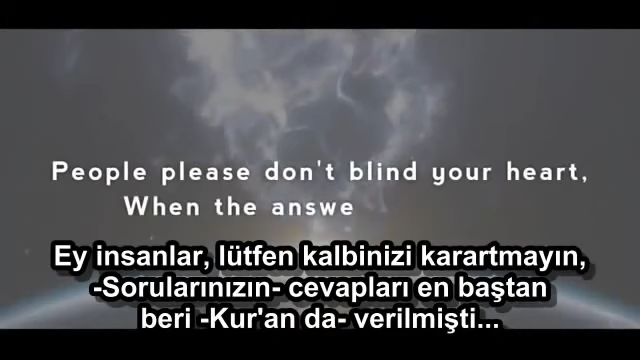 People please don't blind your heart,
When the answe
Ey insanlar, lütfen kalbinizi karartmayın,
-Sorularınızın- cevapları en baştan
beri -Kur'an da- verilmişti...